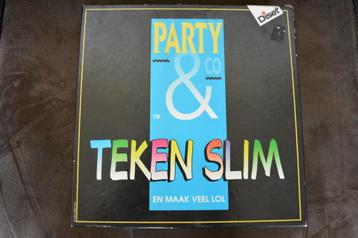 Diset
PARTY
& CO
TM
TEKEN SLIM
EN MAAK VEEL LOL